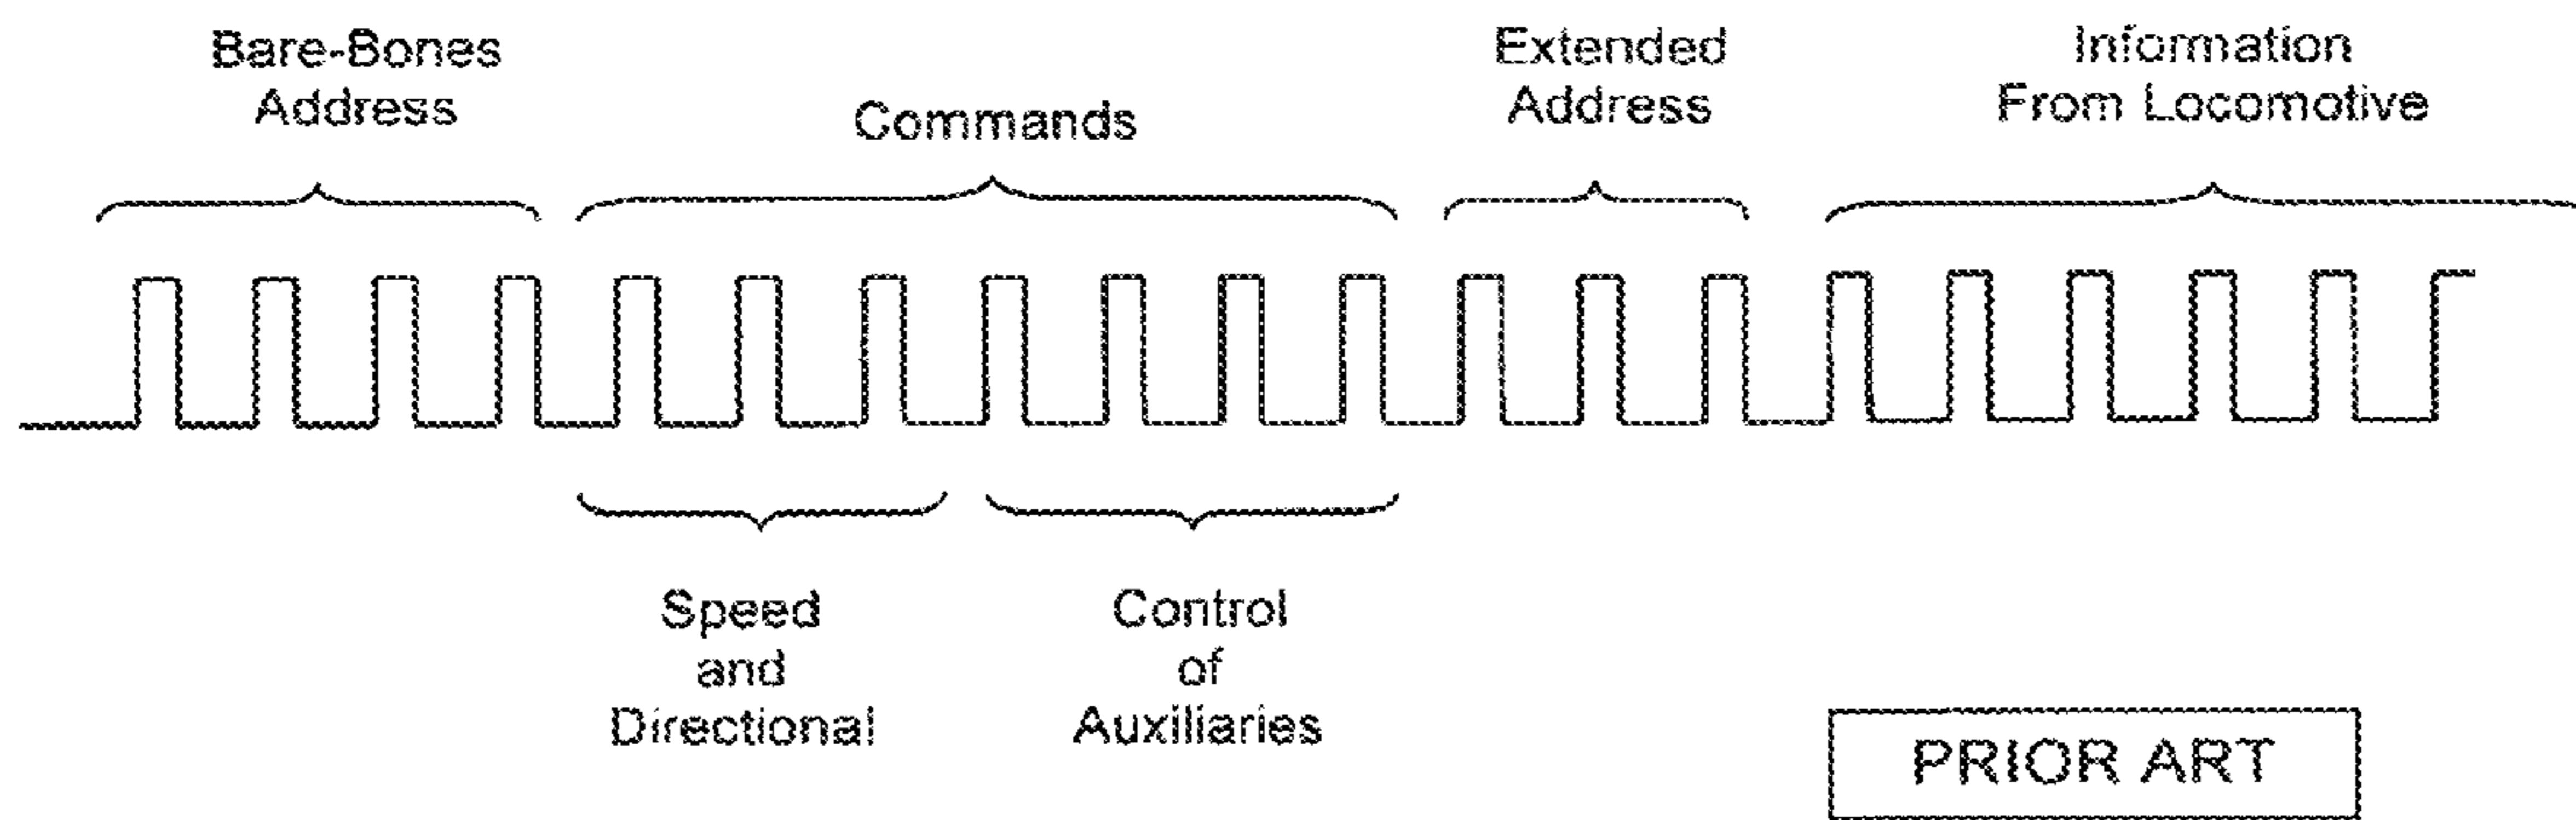 Bare-Bones
Address
Commands
Extended
Address
Information
From Locomotive
Speed
and
Directional
Control
of
Auxiliaries
PRIOR ART